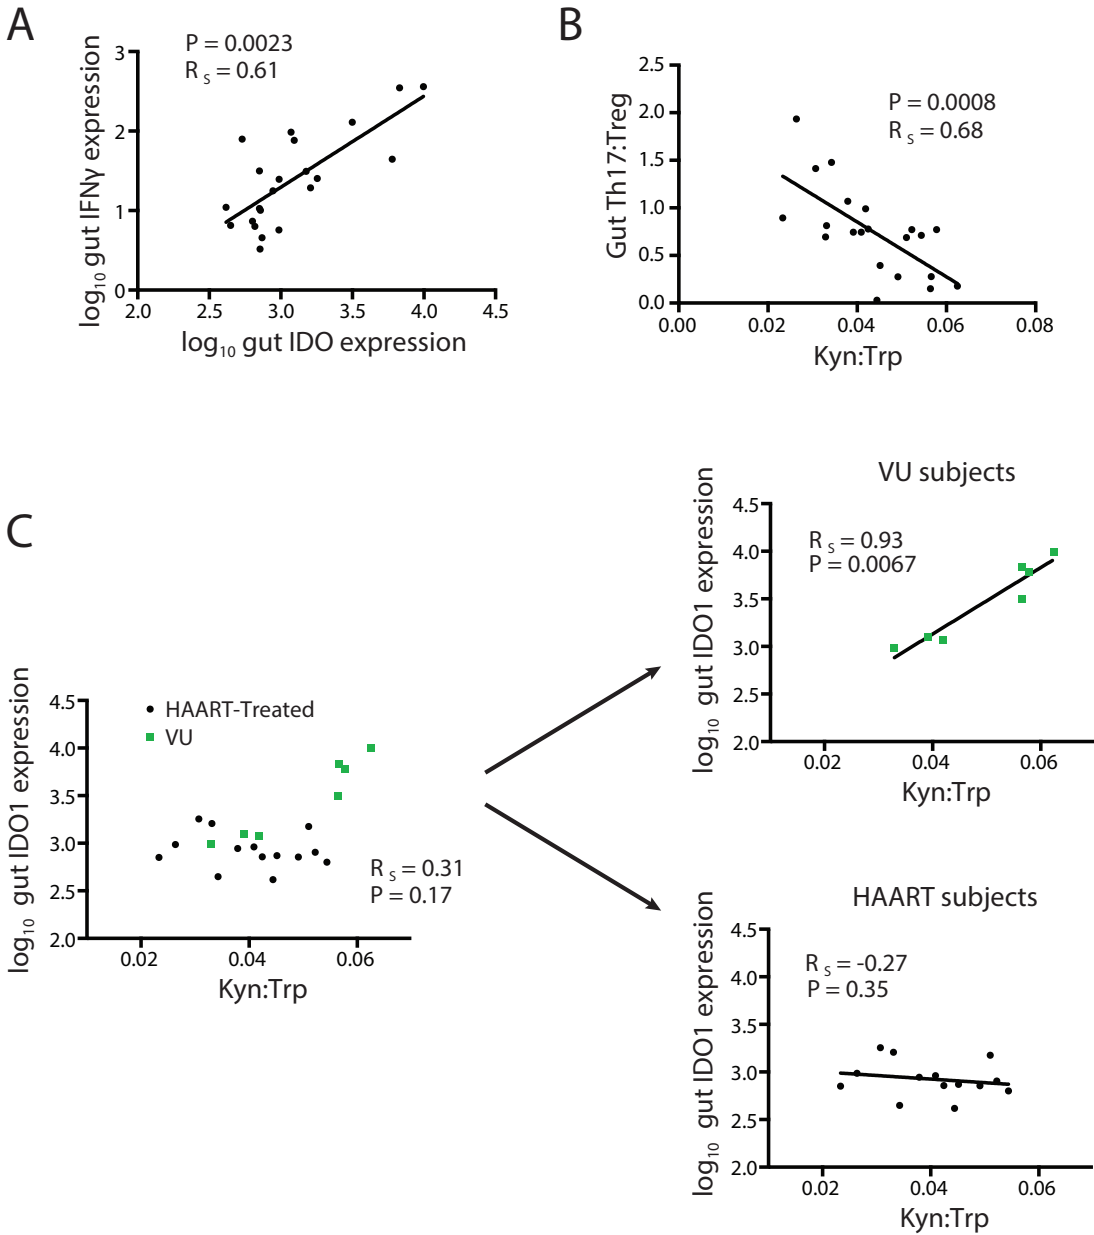 A
P = 0.0023
R s = 0.61
log10 gut IFNγ expression
3
2
1
0
2.0 2.5 3.0 3.5 4.0 4.5
log10 gut IDO expression
B
P = 0.0008
R s = 0.68
Gut Th17:Treg
2.5
2.0
1.5
1.0
0.5
0.0
0.00 0.02 0.04 0.06 0.08
Kyn:Trp
C
HAART-Treated
VU
log10 gut IDO1 expression
4.5
4.0
3.5
3.0
2.5
2.0
R s = 0.31
P = 0.17
0.02 0.04 0.06
Kyn:Trp
VU subjects
R s = 0.93
P = 0.0067
log10 gut IDO1 expression
4.5
4.0
3.5
3.0
2.5
2.0
0.02 0.04 0.06
Kyn:Trp
HAART subjects
R s = -0.27
P = 0.35
log10 gut IDO1 expression
4.5
4.0
3.5
3.0
2.5
2.0
0.02 0.04 0.06
Kyn:Trp